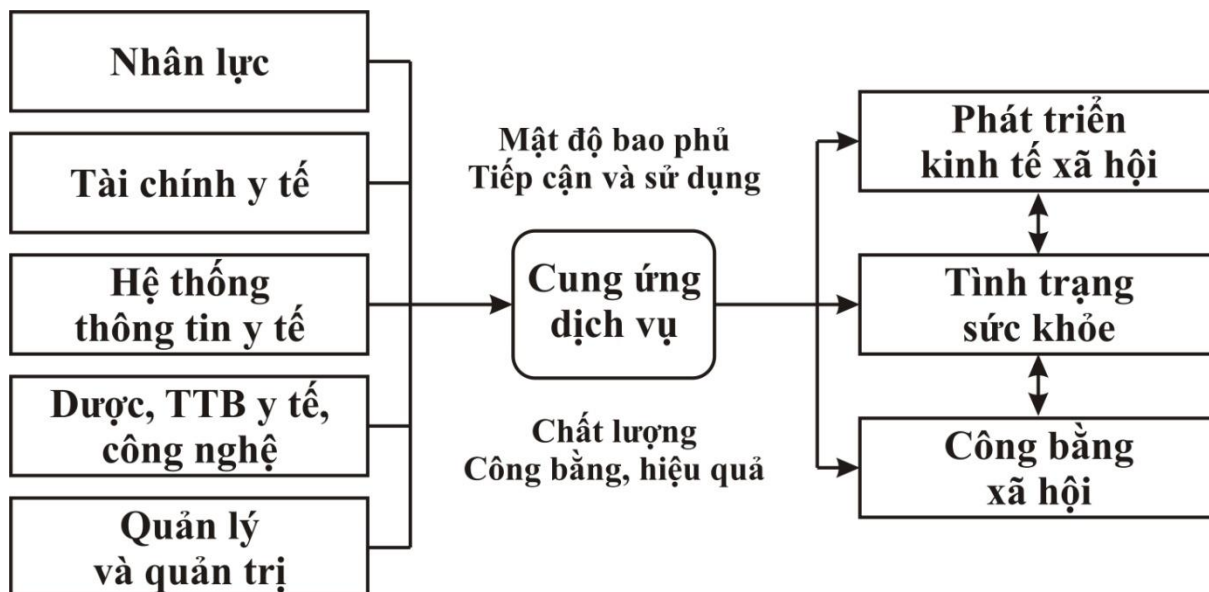 Nhân lực
Tài chính y tế
Hệ thống
thông tin y tế
Dược, TTB y tế,
công nghệ
Quản lý
và quản trị
Mật độ bao phủ
Tiếp cận và sử dụng
Cung ứng
dịch vụ
Chất lượng
Công bằng, hiệu quả
Phát triển
kinh tế xã hội
Tình trạng
sức khỏe
Công bằng
xã hội